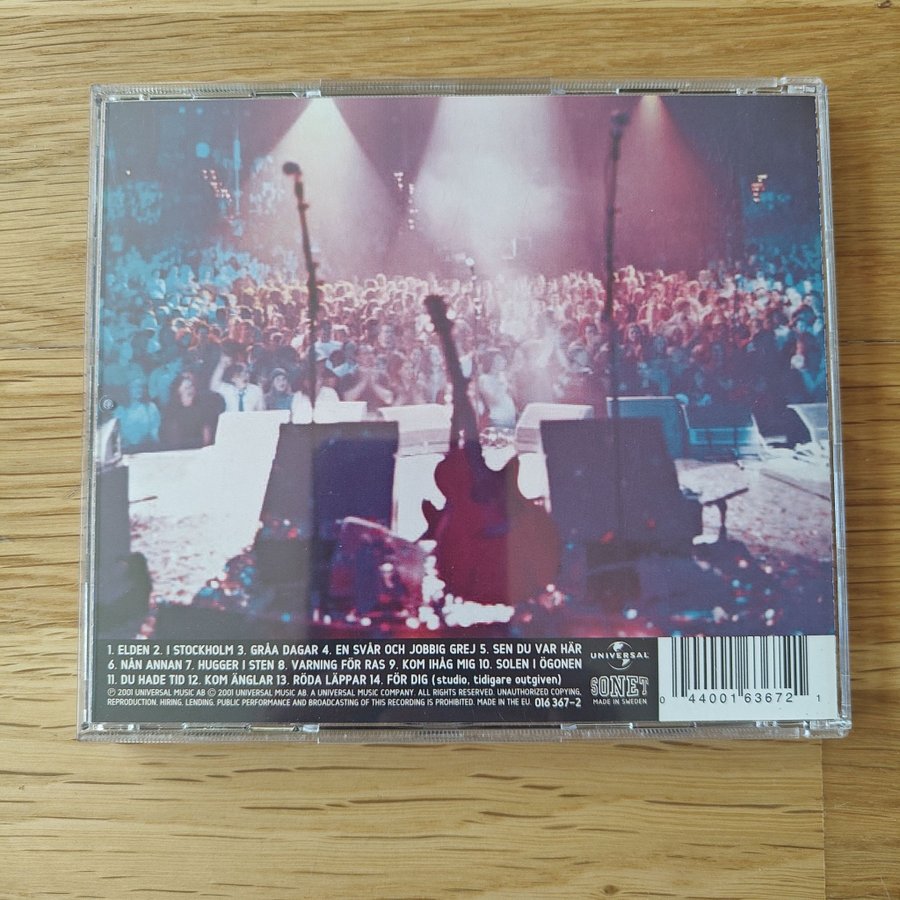 1. ELDEN 2. I STOCKHOLM 3. GRÅA DAGAR 4. EN SVÅR OCH JOBBIG GREJ 5. SEN DU VAR HÄR
6. NÅN ANNAN 7. HUGGER I STEN 8. VARNING FÖR RAS 9. KOM IHÅG MIG 10. SOLEN I ÖGONEN
11. DU HADE TID 12. KOM ÄNGLAR 13. RÖDA LÄPPAR 14. FÖR DIG (studio, tidigare outgiven)
℗ 2001 UNIVERSAL MUSIC AB © 2001 UNIVERSAL MUSIC AB. A UNIVERSAL MUSIC COMPANY. ALL RIGHTS RESERVED. UNAUTHORIZED COPYING,
REPRODUCTION, HIRING, LENDING, PUBLIC PERFORMANCE AND BROADCASTING OF THIS RECORDING IS PROHIBITED. MADE IN THE EU. 016 367-2
UNIVERSAL
SONET
MADE IN SWEDEN
0 44001 63672 1